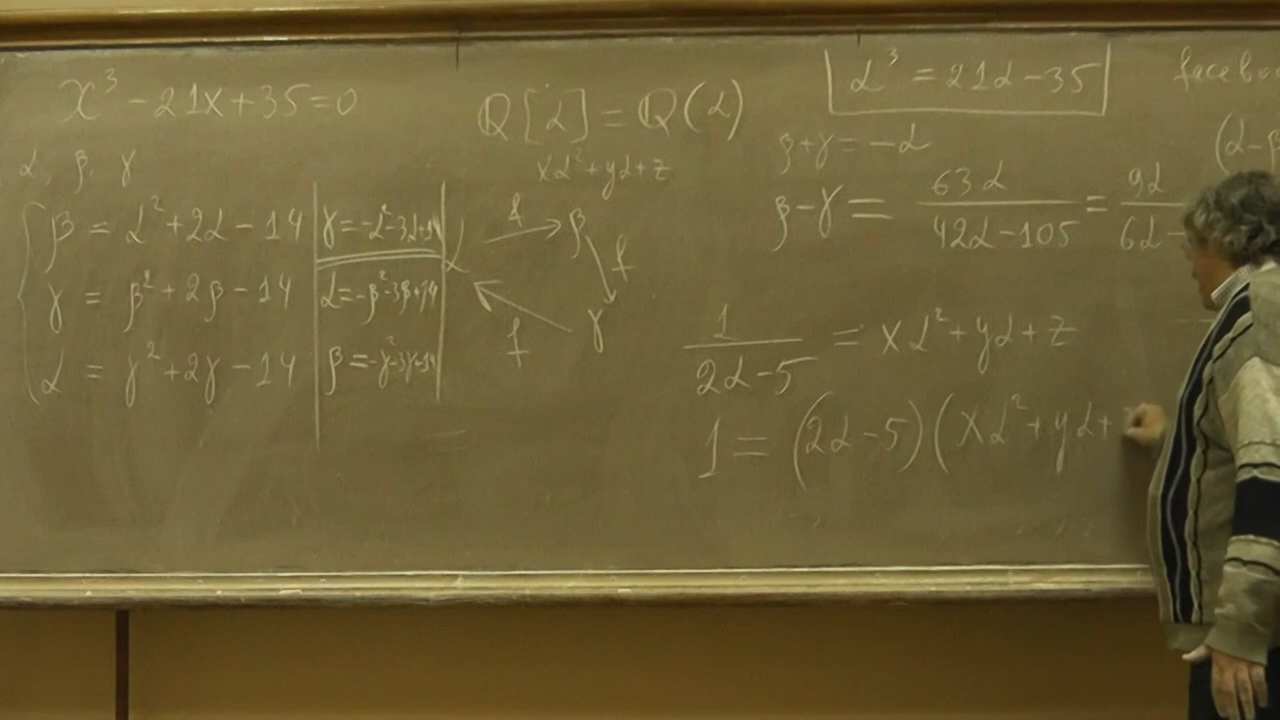 x³ - 21x + 35 = 0
α, β, γ
β = α² + 2α - 14
γ = β² + 2β - 14
α = γ² + 2γ - 14
γ = -α² - 3α + 14
α = -β² - 3β + 14
β = -γ² - 3γ + 14
Q[α] = Q(α)
xα² + yα + z
α f β
f
f γ
α³ = 21α - 35
β + γ = -α
β - γ = 63α / (42α - 105) = 9α / 6α -
1 / (2α - 5) = xα² + yα + z
1 = (2α - 5)(xα² + yα +
(α - β